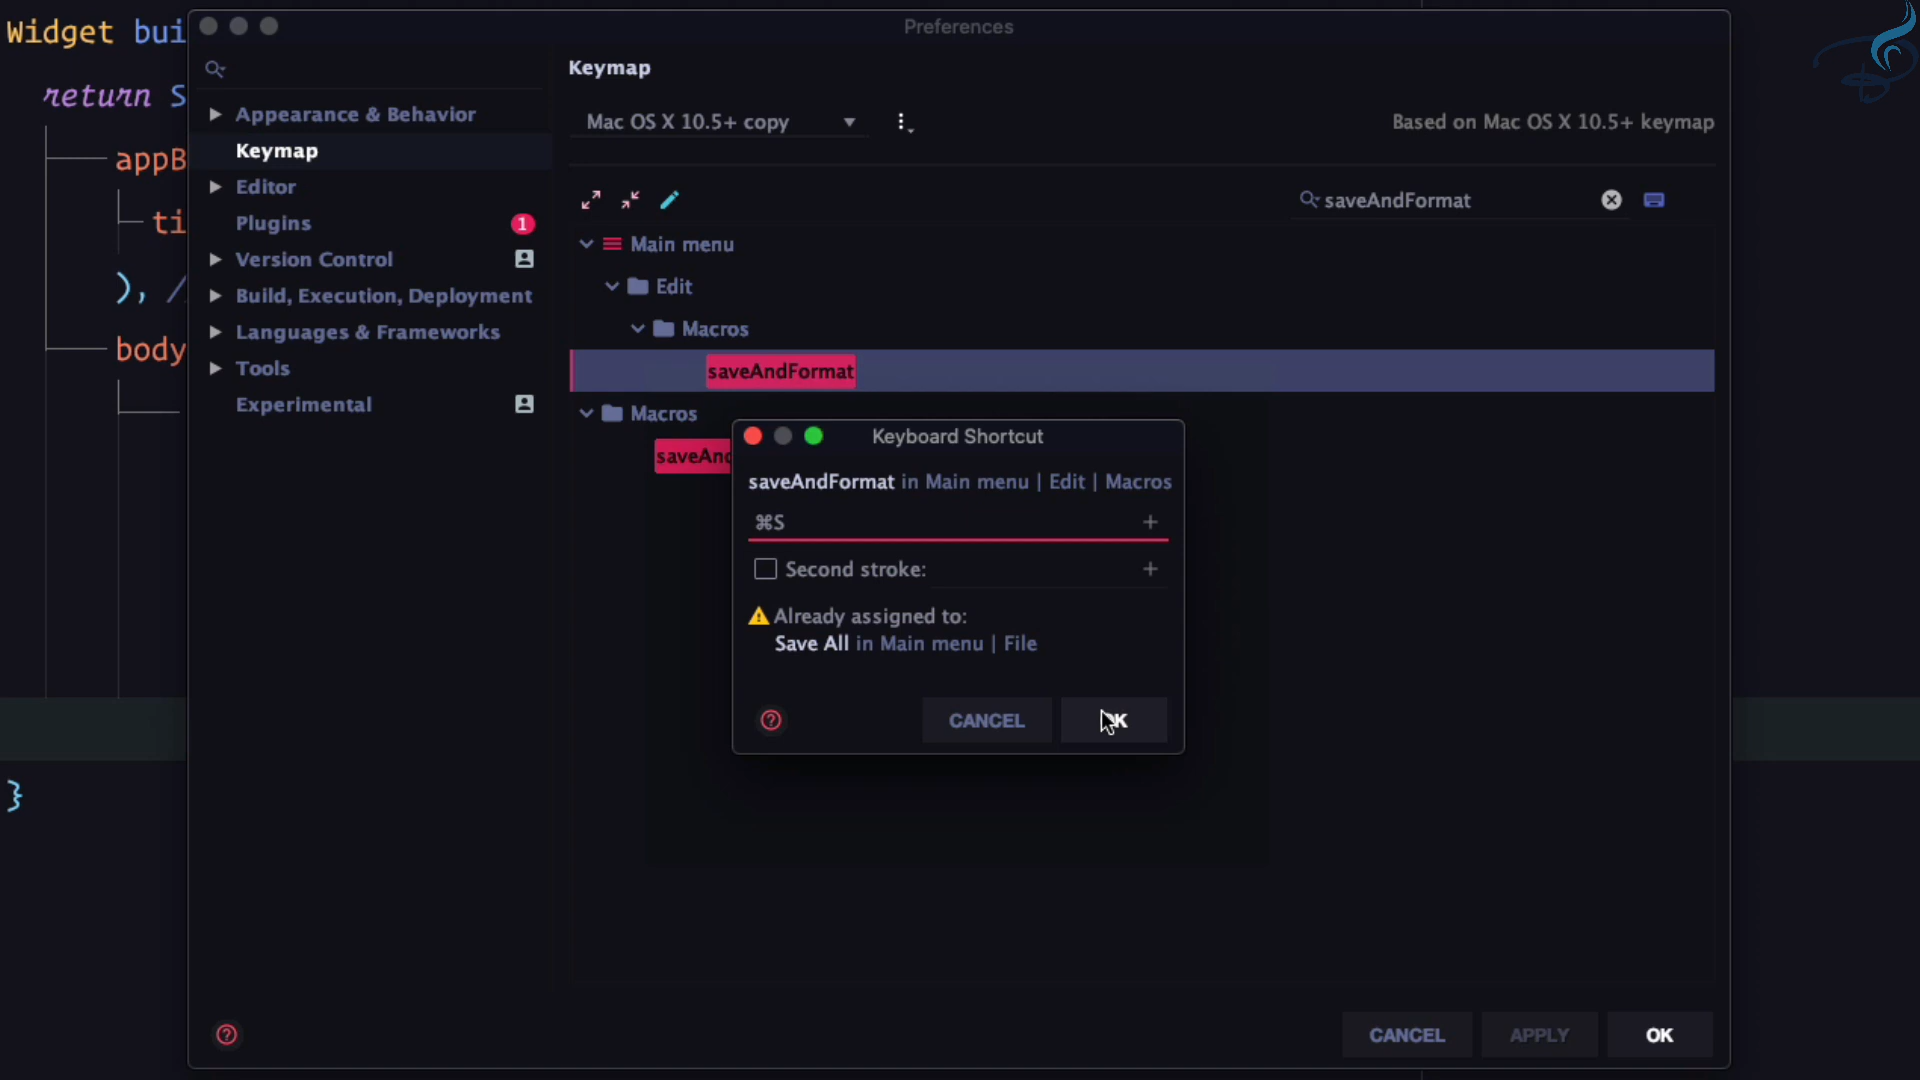 Widget bui
return S
appB
ti
), //
body
}
Preferences
Appearance & Behavior
Keymap
Editor
Plugins 1
Version Control
Build, Execution, Deployment
Languages & Frameworks
Tools
Experimental
Keymap
Mac OS X 10.5+ copy
Based on Mac OS X 10.5+ keymap
saveAndFormat
Main menu
Edit
Macros
saveAndFormat
Macros
saveAnd
Keyboard Shortcut
saveAndFormat in Main menu | Edit | Macros
⌘S
Second stroke:
Already assigned to:
Save All in Main menu | File
CANCEL OK
CANCEL APPLY OK